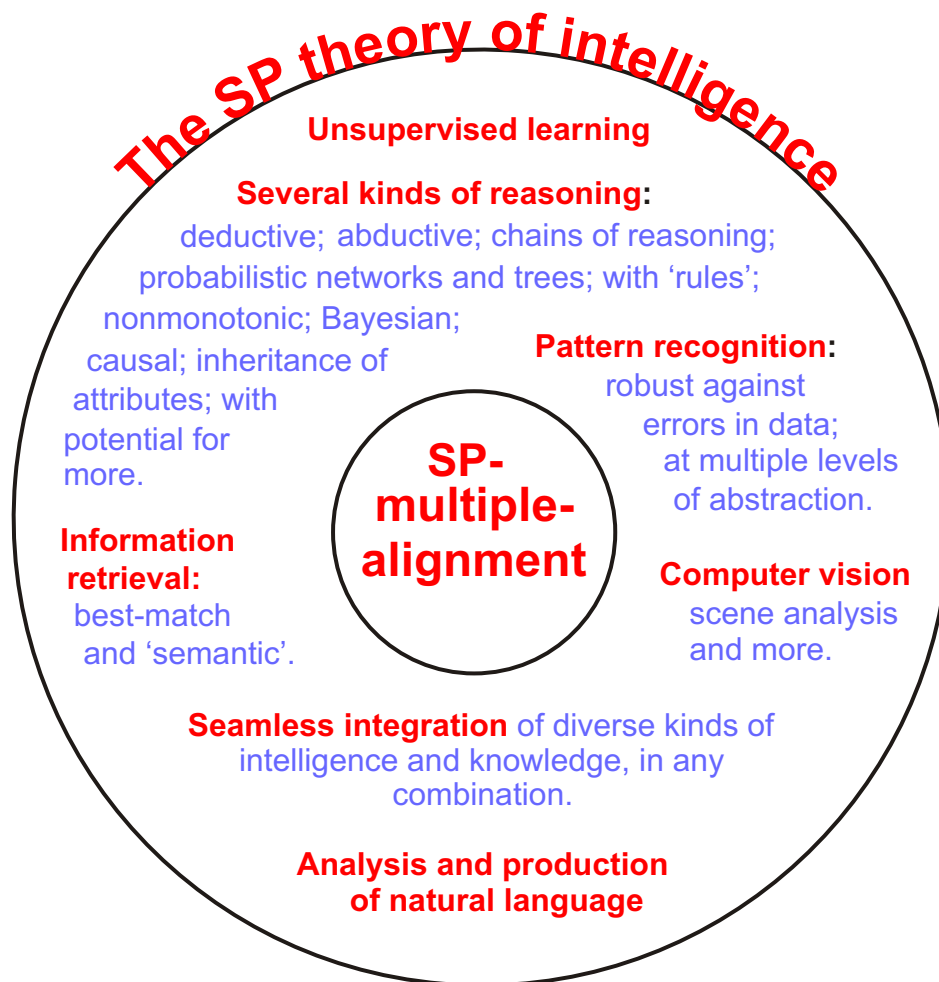 The SP theory of intelligence
Unsupervised learning
Several kinds of reasoning:
deductive; abductive; chains of reasoning;
probabilistic networks and trees; with ‘rules’;
nonmonotonic; Bayesian;
causal; inheritance of
attributes; with
potential for
more.
Pattern recognition:
robust against
errors in data;
at multiple levels
of abstraction.
SP-
multiple-
alignment
Information
retrieval:
best-match
and ‘semantic’.
Computer vision
scene analysis
and more.
Seamless integration of diverse kinds of
intelligence and knowledge, in any
combination.
Analysis and production
of natural language